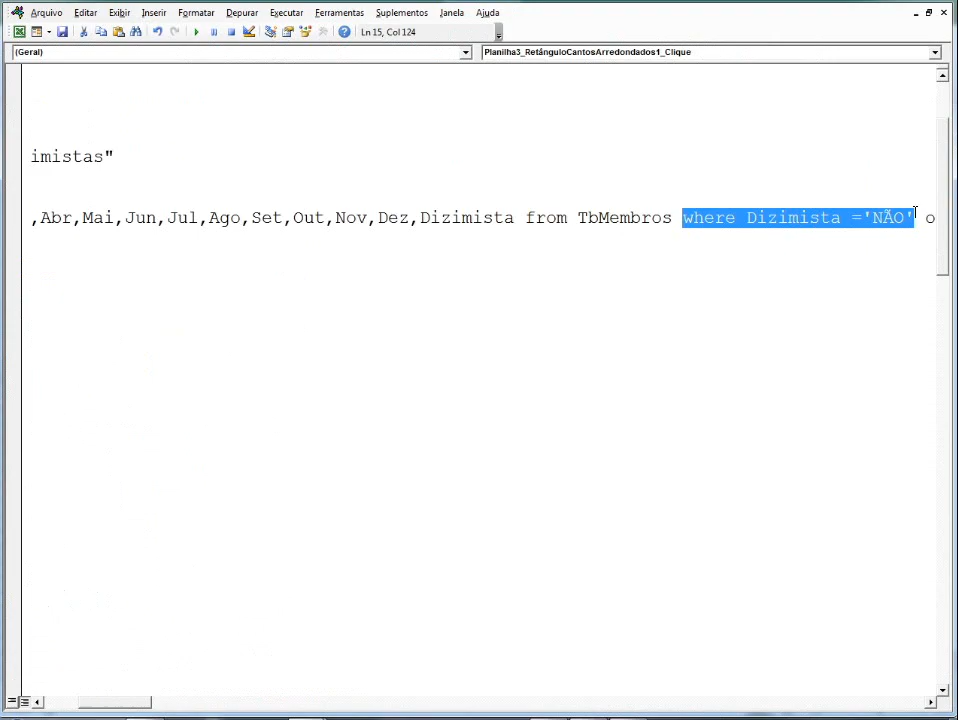 Arquivo Editar Exibir Inserir Formatar Depurar Executar Ferramentas Suplementos Janela Ajuda
Ln 15, Col 124
(Geral) Planilha3_RetânguloCantosArredondados1_Clique
imistas"
,Abr,Mai,Jun,Jul,Ago,Set,Out,Nov,Dez,Dizimista from TbMembros where Dizimista ='NÃO' o